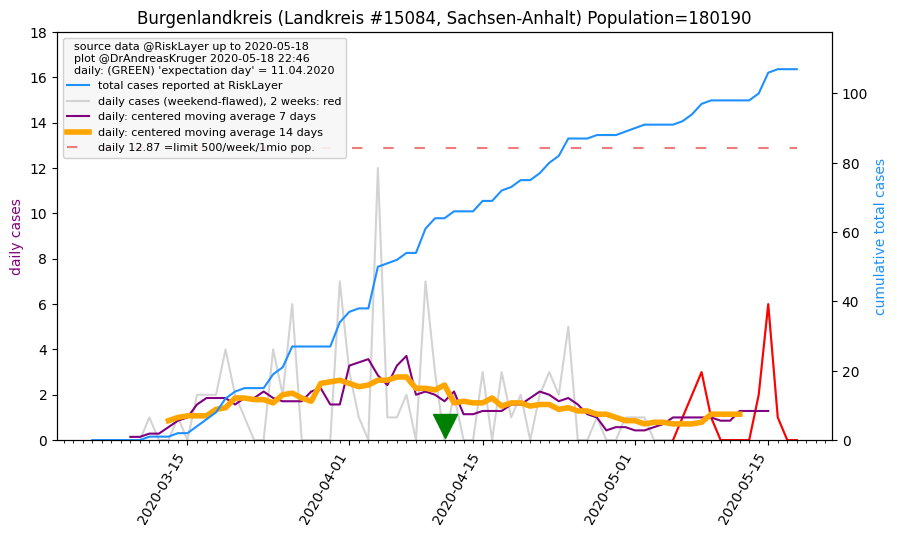 Burgenlandkreis (Landkreis #15084, Sachsen-Anhalt) Population=180190
source data @RiskLayer up to 2020-05-18
plot @DrAndreasKruger 2020-05-18 22:46
daily: (GREEN) 'expectation day' = 11.04.2020
total cases reported at RiskLayer
daily cases (weekend-flawed), 2 weeks: red
daily: centered moving average 7 days
daily: centered moving average 14 days
daily 12.87 =limit 500/week/1mio pop.
daily cases
18
16
14
12
10
8
6
4
2
0
100
80
60
40
20
0
cumulative total cases
2020-03-15
2020-04-01
2020-04-15
2020-05-01
2020-05-15